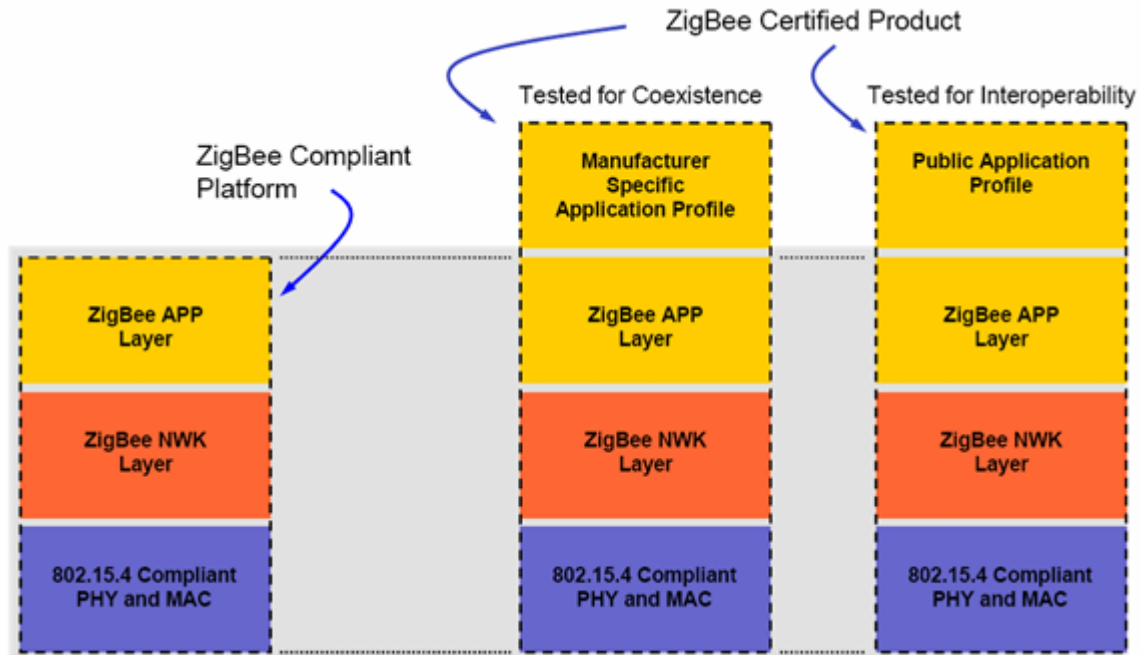 ZigBee Certified Product
Tested for Coexistence
Tested for Interoperability
ZigBee Compliant
Platform
Manufacturer
Specific
Application Profile
Public Application
Profile
ZigBee APP
Layer
ZigBee APP
Layer
ZigBee APP
Layer
ZigBee NWK
Layer
ZigBee NWK
Layer
ZigBee NWK
Layer
802.15.4 Compliant
PHY and MAC
802.15.4 Compliant
PHY and MAC
802.15.4 Compliant
PHY and MAC